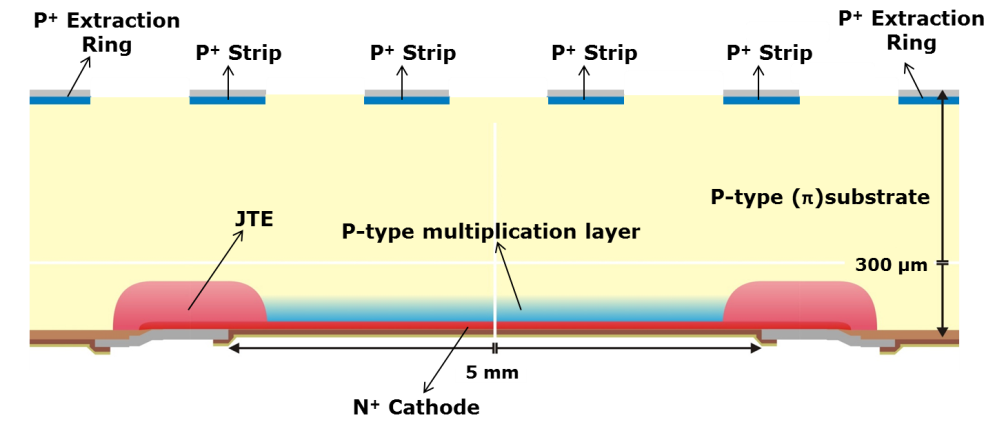 P⁺ Extraction
Ring
P⁺ Strip
P⁺ Strip
P⁺ Strip
P⁺ Strip
P⁺ Extraction
Ring
P-type (π)substrate
JTE
P-type multiplication layer
300 µm
5 mm
N⁺ Cathode